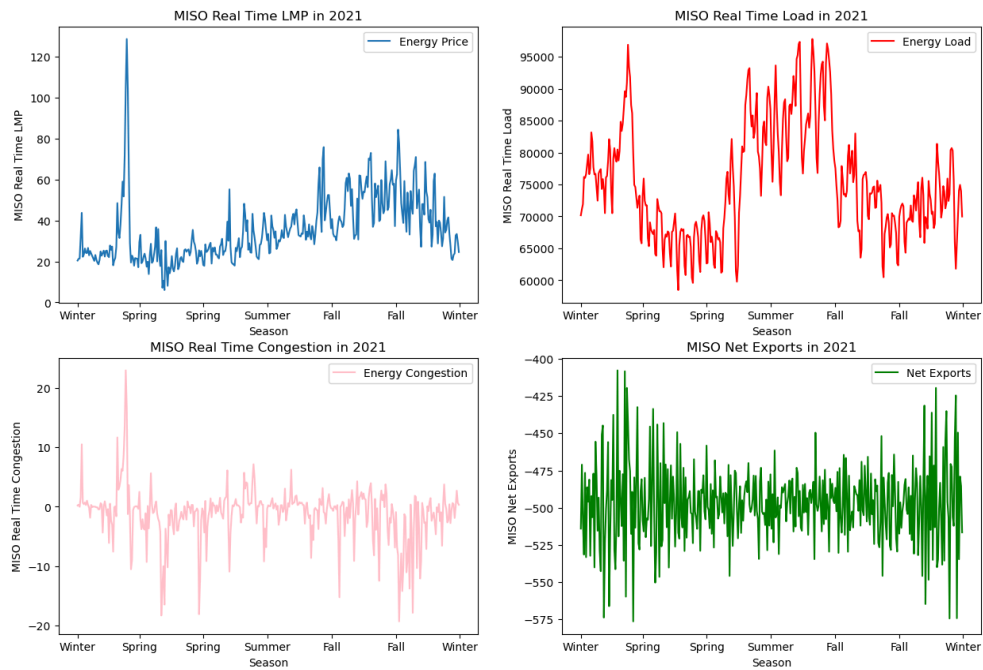 MISO Real Time LMP in 2021
Energy Price
MISO Real Time LMP
120
100
80
60
40
20
0
Winter Spring Spring Summer Fall Fall Winter
Season
MISO Real Time Load in 2021
Energy Load
MISO Real Time Load
95000
90000
85000
80000
75000
70000
65000
60000
Winter Spring Spring Summer Fall Fall Winter
Season
MISO Real Time Congestion in 2021
Energy Congestion
MISO Real Time Congestion
20
10
0
−10
−20
Winter Spring Spring Summer Fall Fall Winter
Season
MISO Net Exports in 2021
Net Exports
MISO Net Exports
−400
−425
−450
−475
−500
−525
−550
−575
Winter Spring Spring Summer Fall Fall Winter
Season